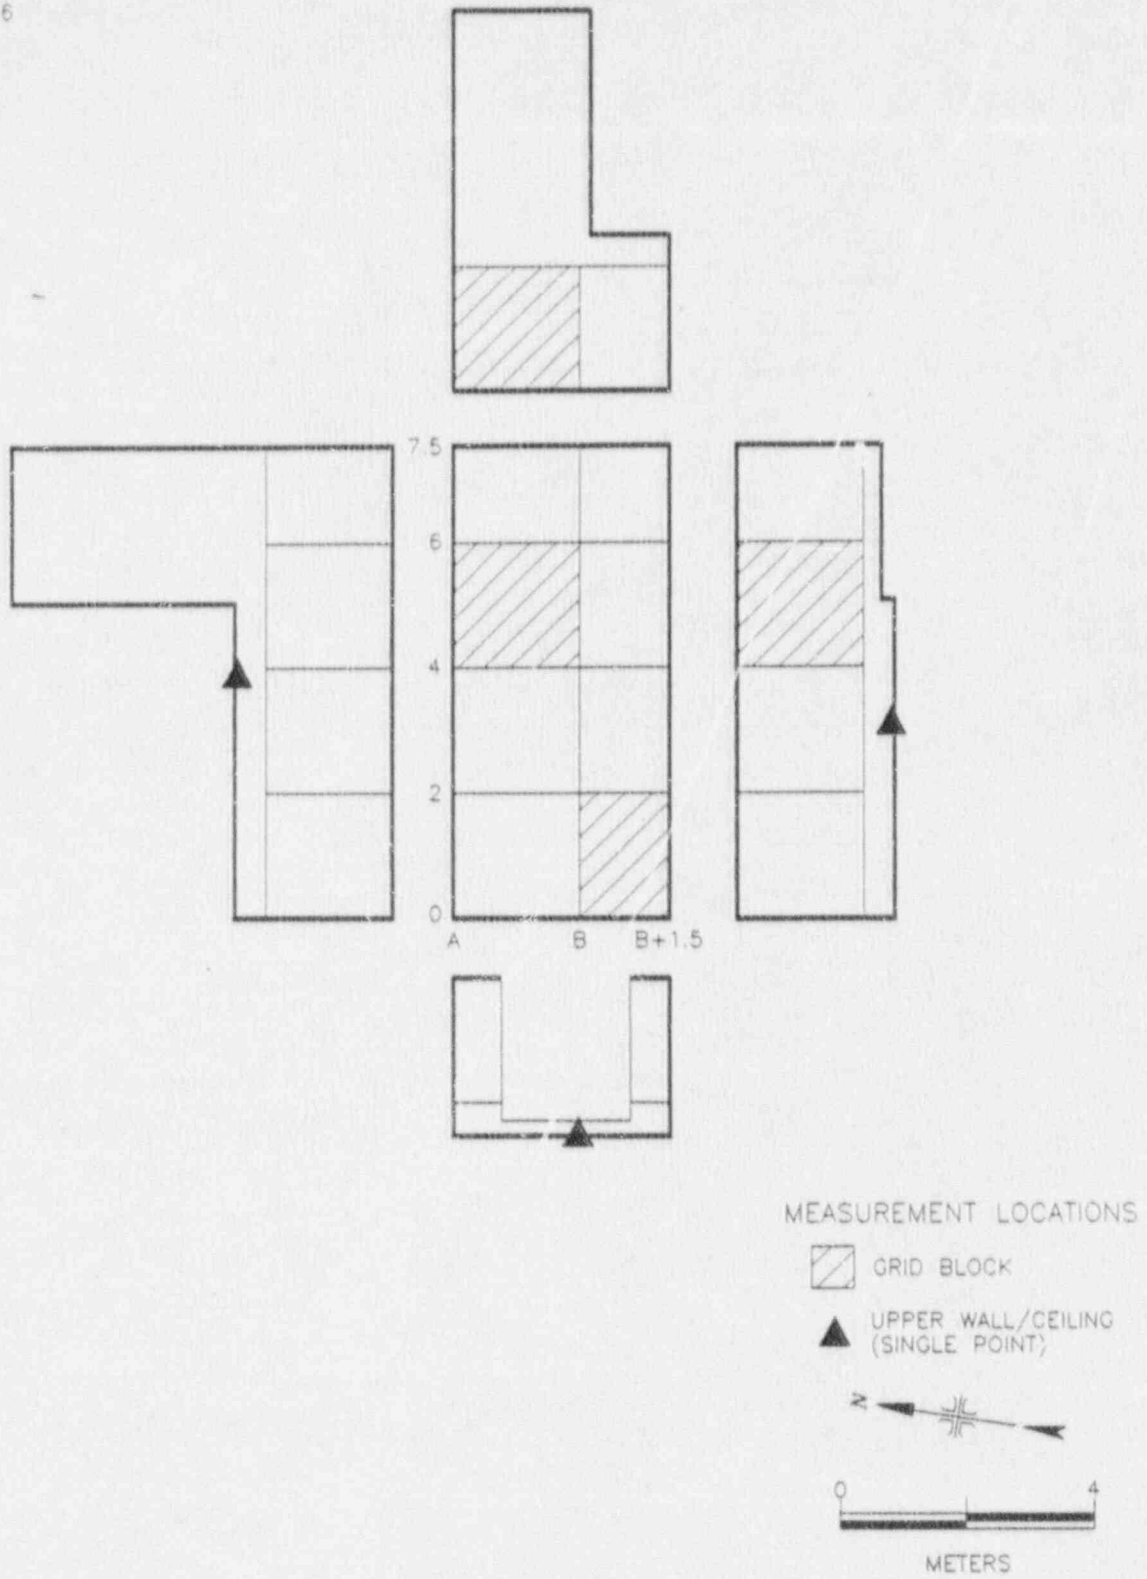 6
7.5
6
4
2
0
A B B+1.5
MEASUREMENT LOCATIONS
GRID BLOCK
UPPER WALL/CEILING
(SINGLE POINT)
N
0 4
METERS